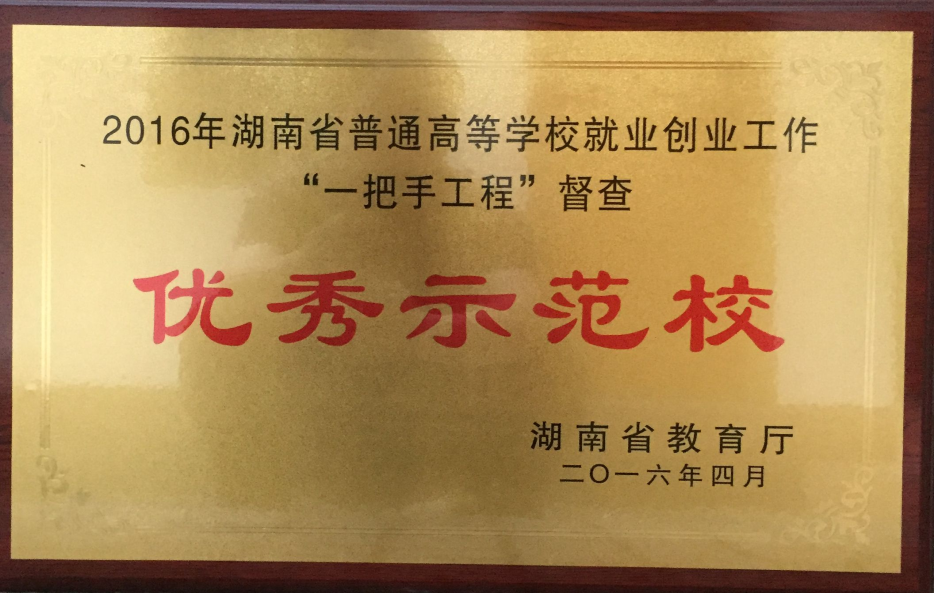 2016年湖南省普通高等学校就业创业工作
“一把手工程”督查
优秀示范校
湖南省教育厅
二〇一六年四月